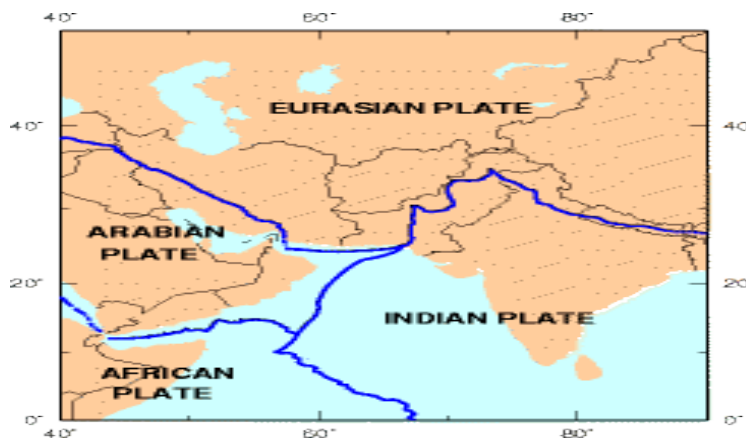 40° 60° 80°
EURASIAN PLATE
40° 40°
ARABIAN
PLATE
20° 20°
INDIAN PLATE
AFRICAN
PLATE
0° 0°
40° 60° 80°